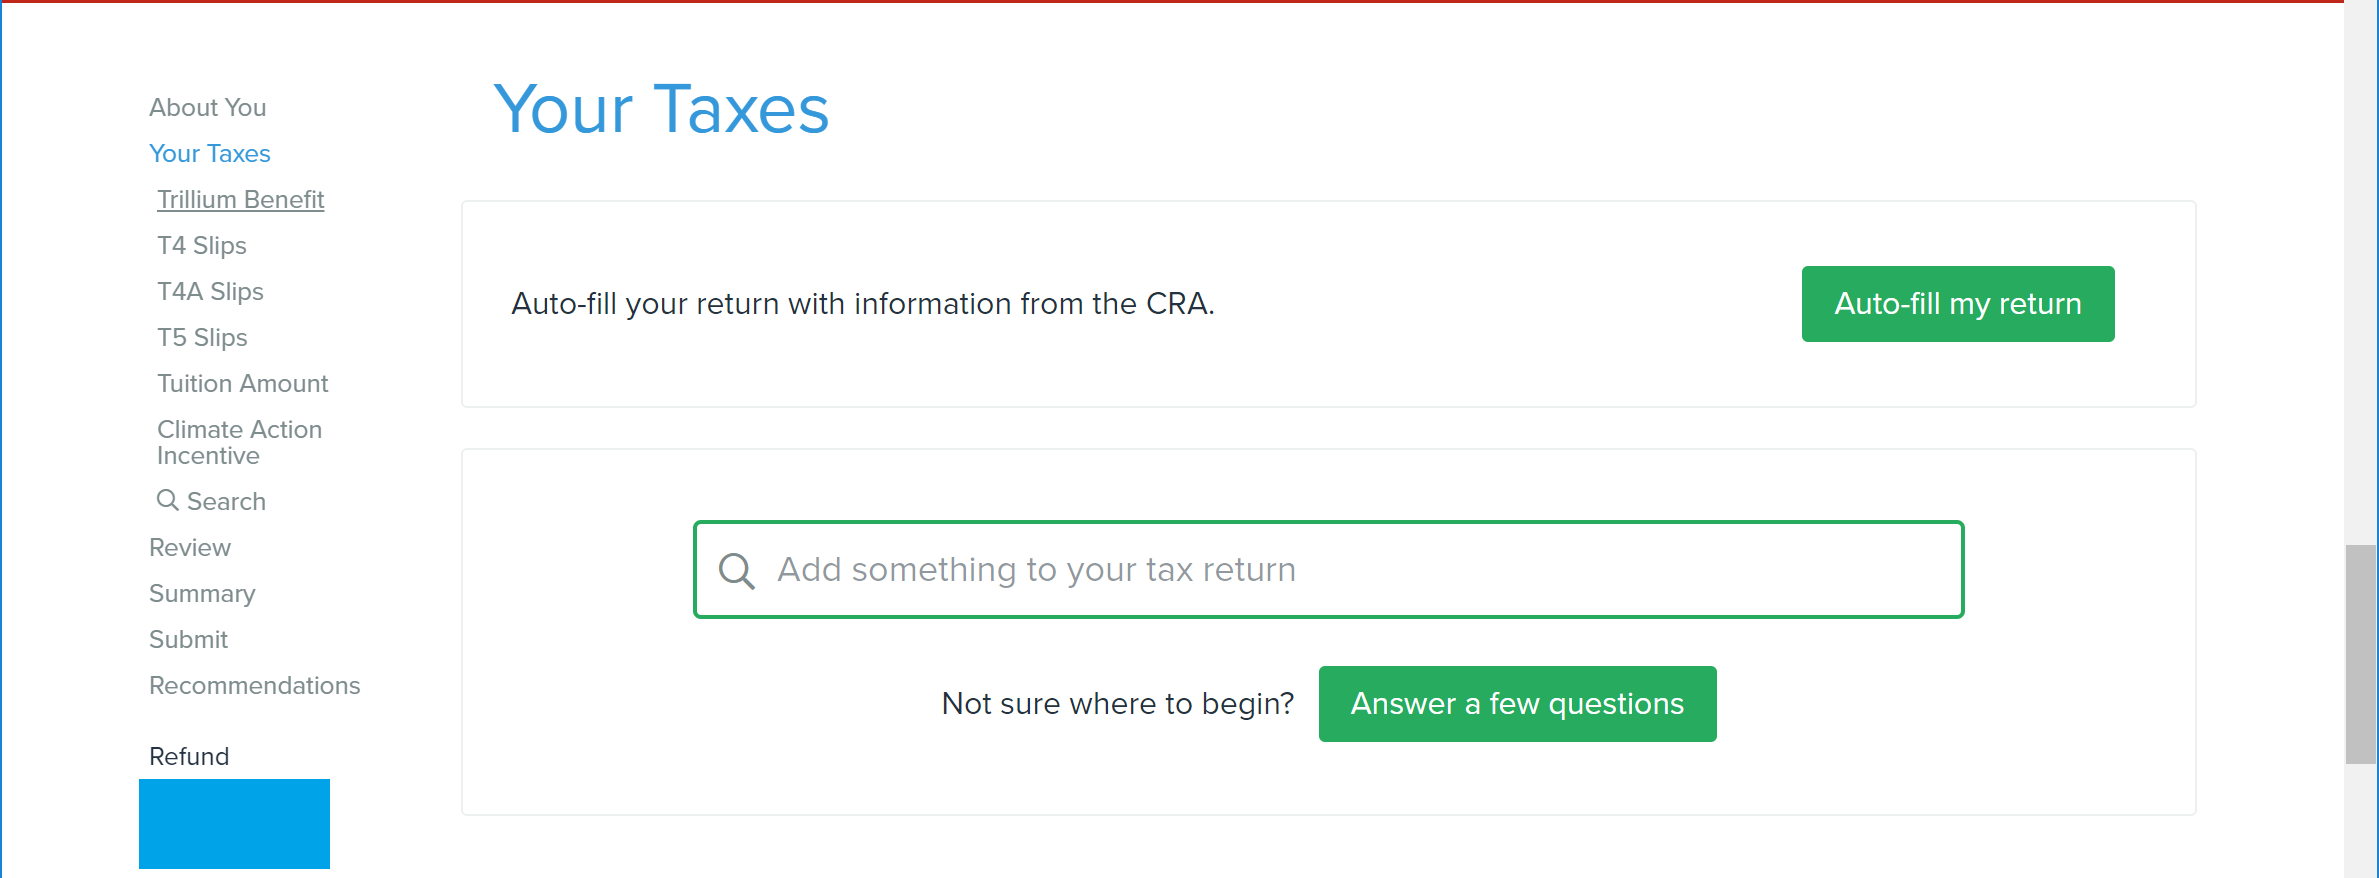 About You
Your Taxes
Trillium Benefit
T4 Slips
T4A Slips
T5 Slips
Tuition Amount
Climate Action
Incentive
Search
Review
Summary
Submit
Recommendations
Refund
Your Taxes
Auto-fill your return with information from the CRA.
Auto-fill my return
Add something to your tax return
Not sure where to begin?
Answer a few questions